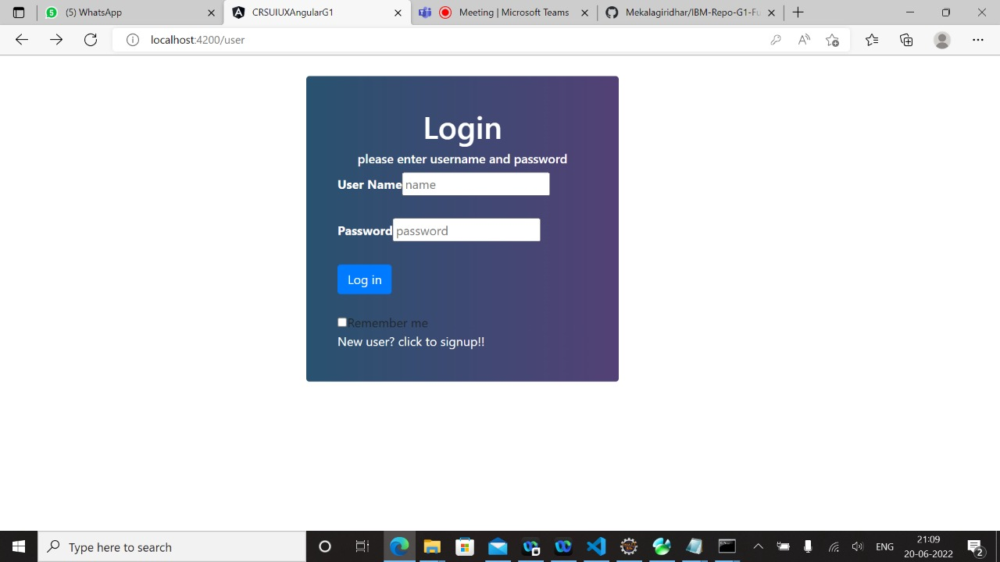 (5) WhatsApp
CRSUIUXAngularG1
Meeting | Microsoft Teams
Mekalagiridhar/IBM-Repo-G1-Fu
localhost:4200/user
Login
please enter username and password
User Name name
Password password
Log in
Remember me
New user? click to signup!!
Type here to search
ENG
21:09
20-06-2022
2